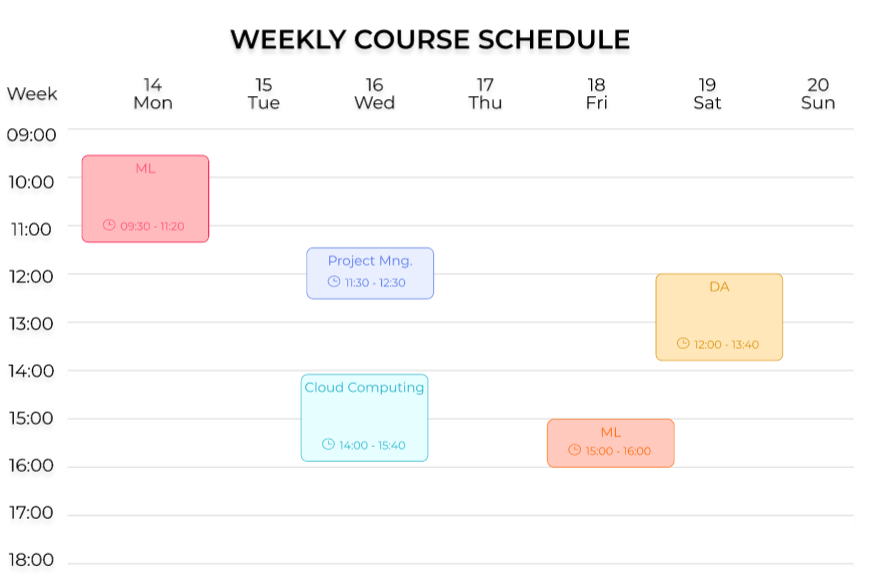 WEEKLY COURSE SCHEDULE
Week
14
Mon
15
Tue
16
Wed
17
Thu
18
Fri
19
Sat
20
Sun
09:00
ML
09:30 - 11:20
10:00
11:00
Project Mng.
11:30 - 12:30
12:00
DA
12:00 - 13:40
13:00
14:00
Cloud Computing
14:00 - 15:40
15:00
ML
15:00 - 16:00
16:00
17:00
18:00